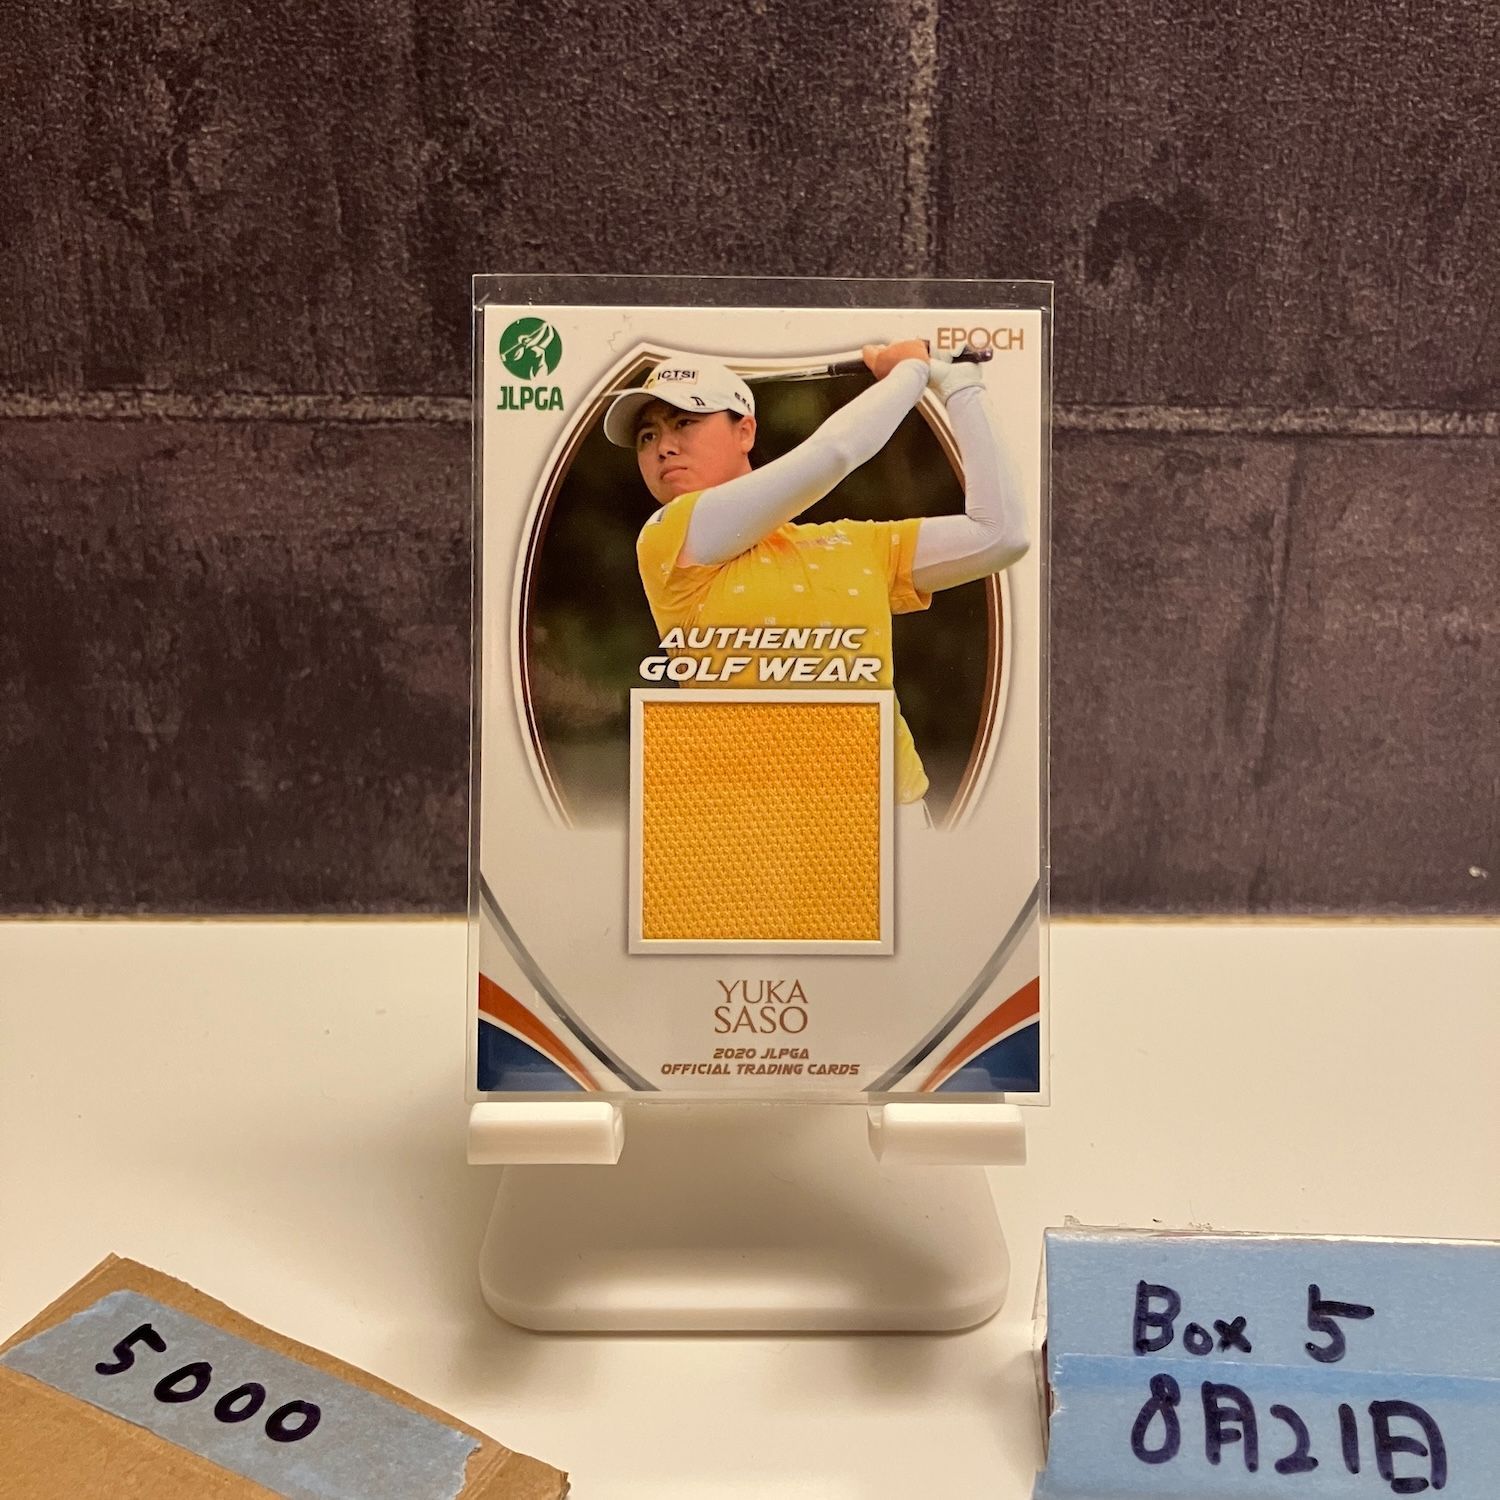 JLPGA
EPOCH
ICTSI
AUTHENTIC
GOLF WEAR
YUKA
SASO
2020 JLPGA
OFFICIAL TRADING CARDS
5000
Box 5
8月21日